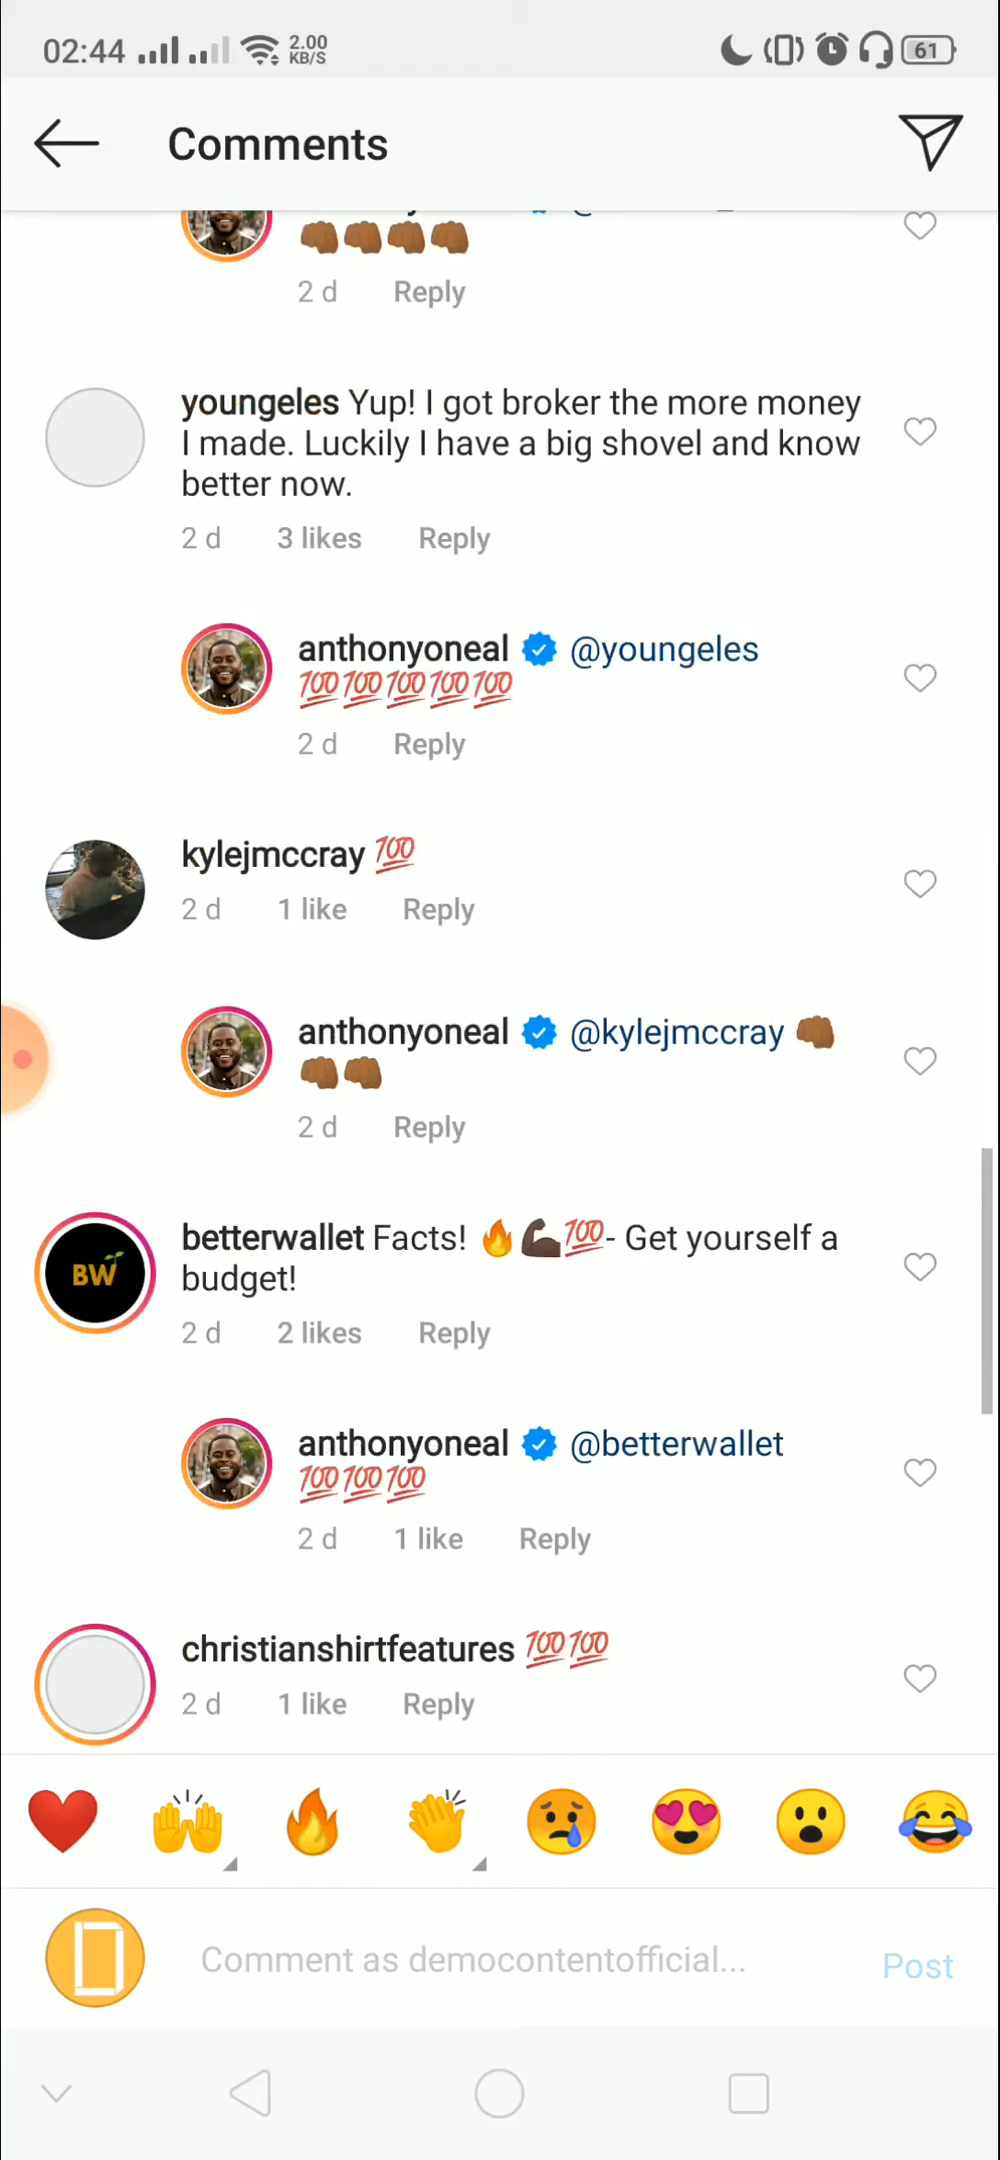 02:44 2.00 KB/S 61
Comments
👊🏾👊🏾👊🏾👊🏾
2 d Reply
youngeles Yup! I got broker the more money
I made. Luckily I have a big shovel and know
better now.
2 d 3 likes Reply
anthonyoneal @youngeles
💯💯💯💯💯
2 d Reply
kylejmccray 💯
2 d 1 like Reply
anthonyoneal @kylejmccray 👊🏾
👊🏾👊🏾
2 d Reply
BW
betterwallet Facts! 🔥💪🏿💯- Get yourself a
budget!
2 d 2 likes Reply
anthonyoneal @betterwallet
💯💯💯
2 d 1 like Reply
christianshirtfeatures 💯💯
2 d 1 like Reply
❤️🙌🔥👏😢😍😮😂
Comment as democontentofficial... Post